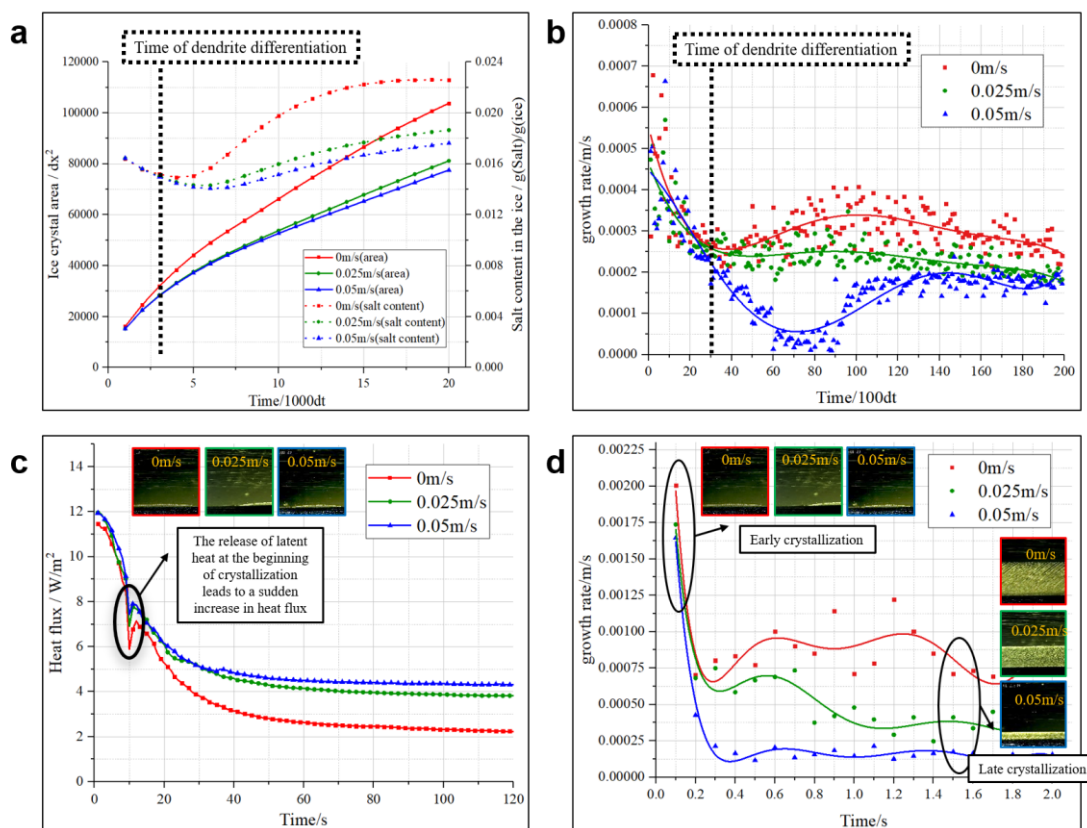 a
Time of dendrite differentiation
120000
100000
80000
60000
40000
20000
0
Ice crystal area / dx²
0.024
0.020
0.016
0.012
0.008
0.004
0.000
Salt content in the ice / g(Salt)/g(ice)
0m/s(area)
0.025m/s(area)
0.05m/s(area)
0m/s(salt content)
0.025m/s(salt content)
0.05m/s(salt content)
0 5 10 15 20
Time/1000dt
b
Time of dendrite differentiation
0m/s
0.025m/s
0.05m/s
0.0008
0.0007
0.0006
0.0005
0.0004
0.0003
0.0002
0.0001
0.0000
growth rate/m/s
0 20 40 60 80 100 120 140 160 180 200
Time/100dt
c
0m/s
0.025m/s
0.05m/s
0m/s
0.025m/s
0.05m/s
The release of latent
heat at the beginning
of crystallization
leads to a sudden
increase in heat flux
14
12
10
8
6
4
2
0
Heat flux / W/m²
0 20 40 60 80 100 120
Time/s
d
0m/s
0.025m/s
0.05m/s
0m/s
0.025m/s
0.05m/s
Early crystallization
0m/s
0.025m/s
0.05m/s
Late crystallization
0.00225
0.00200
0.00175
0.00150
0.00125
0.00100
0.00075
0.00050
0.00025
0.00000
growth rate/m/s
0.0 0.2 0.4 0.6 0.8 1.0 1.2 1.4 1.6 1.8 2.0
Time/s